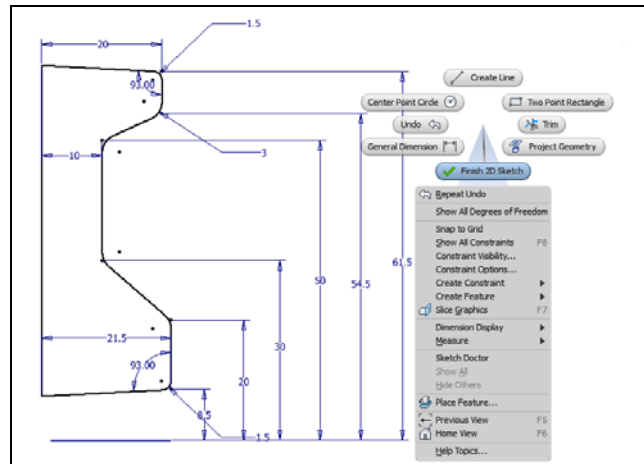 20
1.5
93.00
Create Line
Center Point Circle
Two Point Rectangle
Undo
Trim
General Dimension
Project Geometry
Finish 2D Sketch
10
3
Repeat Undo
Show All Degrees of Freedom
Snap to Grid
Show All Constraints F8
Constraint Visibility...
Constraint Options...
Create Constraint
Create Feature
Slice Graphics F7
Dimension Display
Measure
Sketch Doctor
Show All
Hide Others
Place Feature...
Previous View F5
Home View F6
Help Topics...
61.5
54.5
50
30
20
21.5
93.00
8.5
1.5